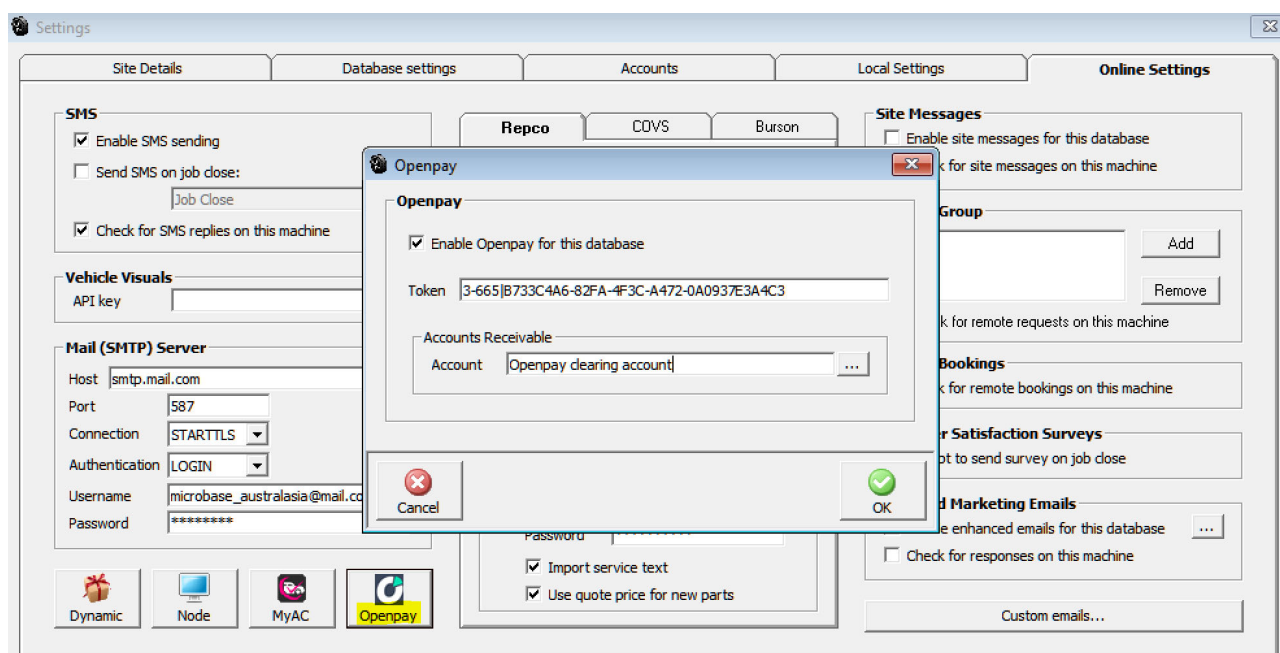 Settings
Site Details
Database settings
Accounts
Local Settings
Online Settings
SMS
Enable SMS sending
Send SMS on job close:
Job Close
Check for SMS replies on this machine
Vehicle Visuals
API key
Mail (SMTP) Server
Host smtp.mail.com
Port 587
Connection STARTTLS
Authentication LOGIN
Username microbase_australasia@mail.co
Password ********
Dynamic
Node
MyAC
Openpay
Repco
COVS
Burson
Openpay
Openpay
Enable Openpay for this database
Token 3-665|B733C4A6-82FA-4F3C-A472-0A0937E3A4C3
Accounts Receivable
Account Openpay clearing account ...
Cancel
OK
Password
Import service text
Use quote price for new parts
Site Messages
Enable site messages for this database
k for site messages on this machine
Group
Add
Remove
k for remote requests on this machine
Bookings
k for remote bookings on this machine
r Satisfaction Surveys
pt to send survey on job close
d Marketing Emails
e enhanced emails for this database ...
Check for responses on this machine
Custom emails...